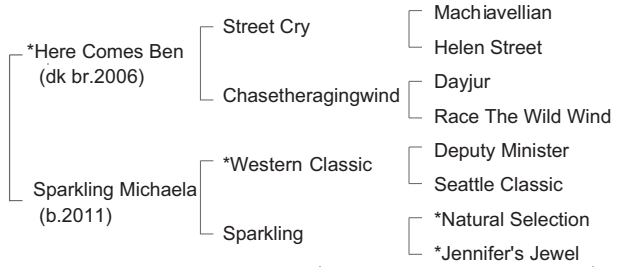 Machiavellian
Street Cry
Helen Street
*Here Comes Ben
(dk br.2006)
Dayjur
Chasetheragingwind
Race The Wild Wind
Deputy Minister
*Western Classic
Seattle Classic
Sparkling Michaela
(b.2011)
*Natural Selection
Sparkling
*Jennifer's Jewel